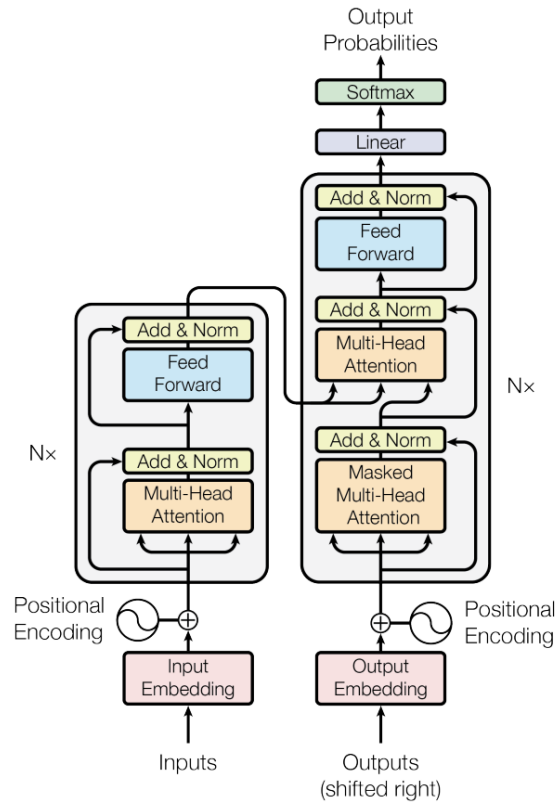 Output
Probabilities
Softmax
Linear
Add & Norm
Feed
Forward
Add & Norm
Multi-Head
Attention
Add & Norm
Masked
Multi-Head
Attention
N×
Add & Norm
Feed
Forward
Add & Norm
Multi-Head
Attention
N×
Positional
Encoding
Positional
Encoding
Input
Embedding
Output
Embedding
Inputs
Outputs
(shifted right)